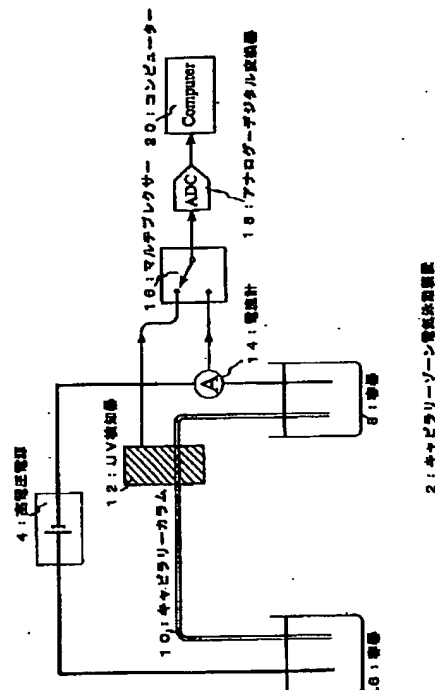 4：高電圧電源
12：UV検知器
10：キャピラリーカラム
16：マルチプレクサー
20：コンピューター
Computer
ADC
18：アナログーデジタル変換器
14：電流計
A
6：容器
8：容器
2：キャピラリーゾーン電気泳動装置